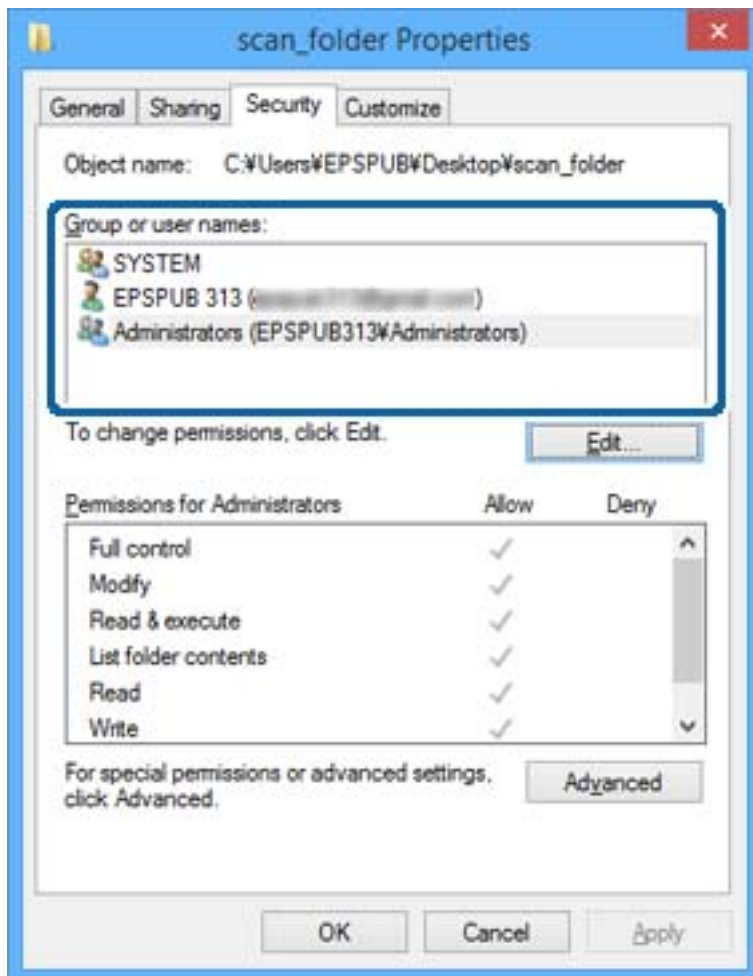 scan_folder Properties
General Sharing Security Customize
Object name: C:¥Users¥EPSPUB¥Desktop¥scan_folder
Group or user names:
SYSTEM
EPSPUB 313 ( )
Administrators (EPSPUB313¥Administrators)
To change permissions, click Edit.
Edit...
Permissions for Administrators Allow Deny
Full control
Modify
Read & execute
List folder contents
Read
Write
For special permissions or advanced settings,
click Advanced.
Advanced
OK Cancel Apply